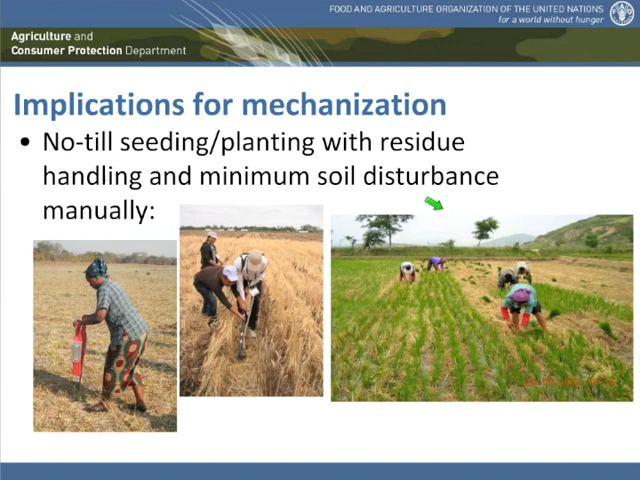 FOOD AND AGRICULTURE ORGANIZATION OF THE UNITED NATIONS
for a world without hunger
Agriculture and
Consumer Protection Department
Implications for mechanization
• No-till seeding/planting with residue
handling and minimum soil disturbance
manually: